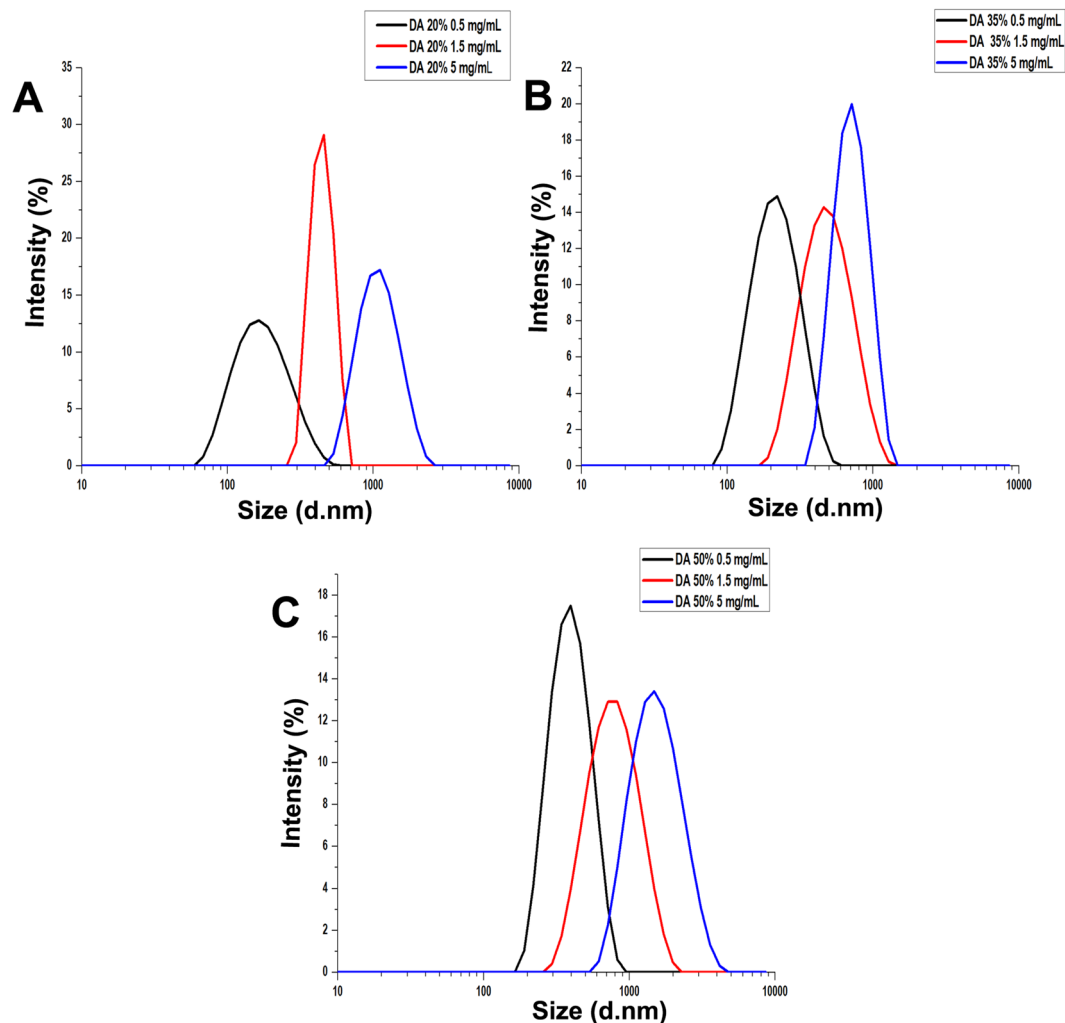 A
DA 20% 0.5 mg/mL
DA 20% 1.5 mg/mL
DA 20% 5 mg/mL
Intensity (%)
35
30
25
20
15
10
5
0
10
100
1000
10000
Size (d.nm)
B
DA 35% 0.5 mg/mL
DA 35% 1.5 mg/mL
DA 35% 5 mg/mL
Intensity (%)
22
20
18
16
14
12
10
8
6
4
2
0
10
100
1000
10000
Size (d.nm)
C
DA 50% 0.5 mg/mL
DA 50% 1.5 mg/mL
DA 50% 5 mg/mL
Intensity (%)
18
16
14
12
10
8
6
4
2
0
10
100
1000
10000
Size (d.nm)